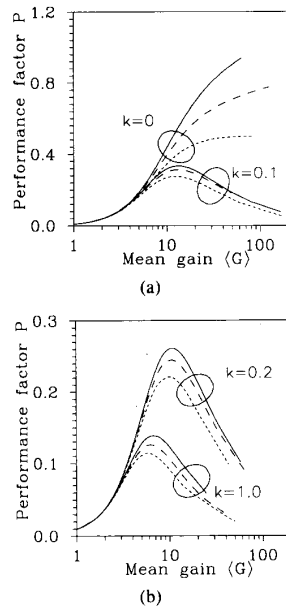 Performance factor P
1.2
0.8
0.4
0.0
k=0
k=0.1
1
10
100
Mean gain ⟨G⟩
(a)
Performance factor P
0.3
0.2
0.1
0.0
k=0.2
k=1.0
1
10
100
Mean gain ⟨G⟩
(b)